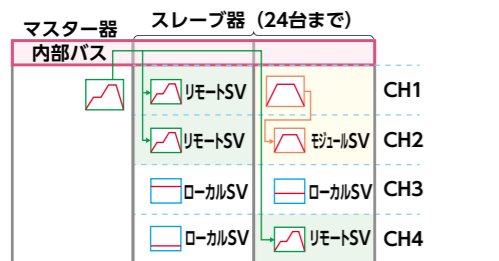 マスター器
スレーブ器（24台まで）
内部バス
リモートSV
CH1
リモートSV
モジュールSV
CH2
ローカルSV
ローカルSV
CH3
ローカルSV
リモートSV
CH4